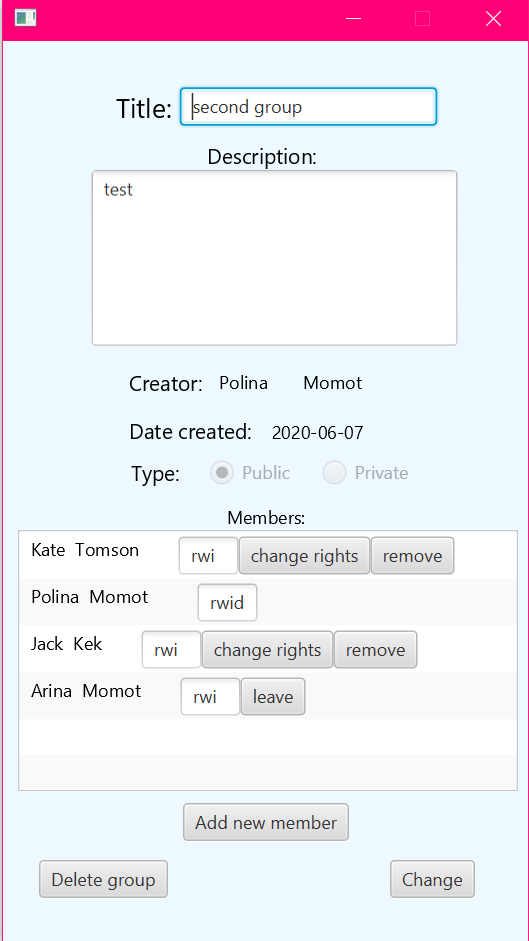 Title: second group
Description:
test
Creator: Polina Momot
Date created: 2020-06-07
Type: Public Private
Members:
Kate Tomson rwi change rights remove
Polina Momot rwid
Jack Kek rwi change rights remove
Arina Momot rwi leave
Add new member
Delete group Change